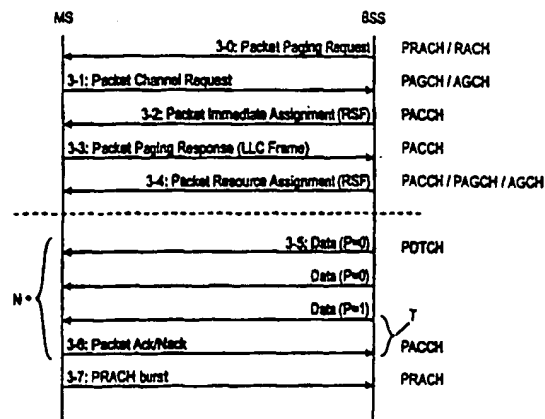 MS BSS
3-0: Packet Paging Request PRACH / RACH
3-1: Packet Channel Request PAGCH / AGCH
3-2: Packet Immediate Assignment (RSF) PACCH
3-3: Packet Paging Response (LLC Frame) PACCH
3-4: Packet Resource Assignment (RSF) PACCH / PAGCH / AGCH
3-5: Data (P=0) PDTCH
Data (P=0)
N *
Data (P=1)
T
3-6: Packet Ack/Nack PACCH
3-7: PRACH burst PRACH